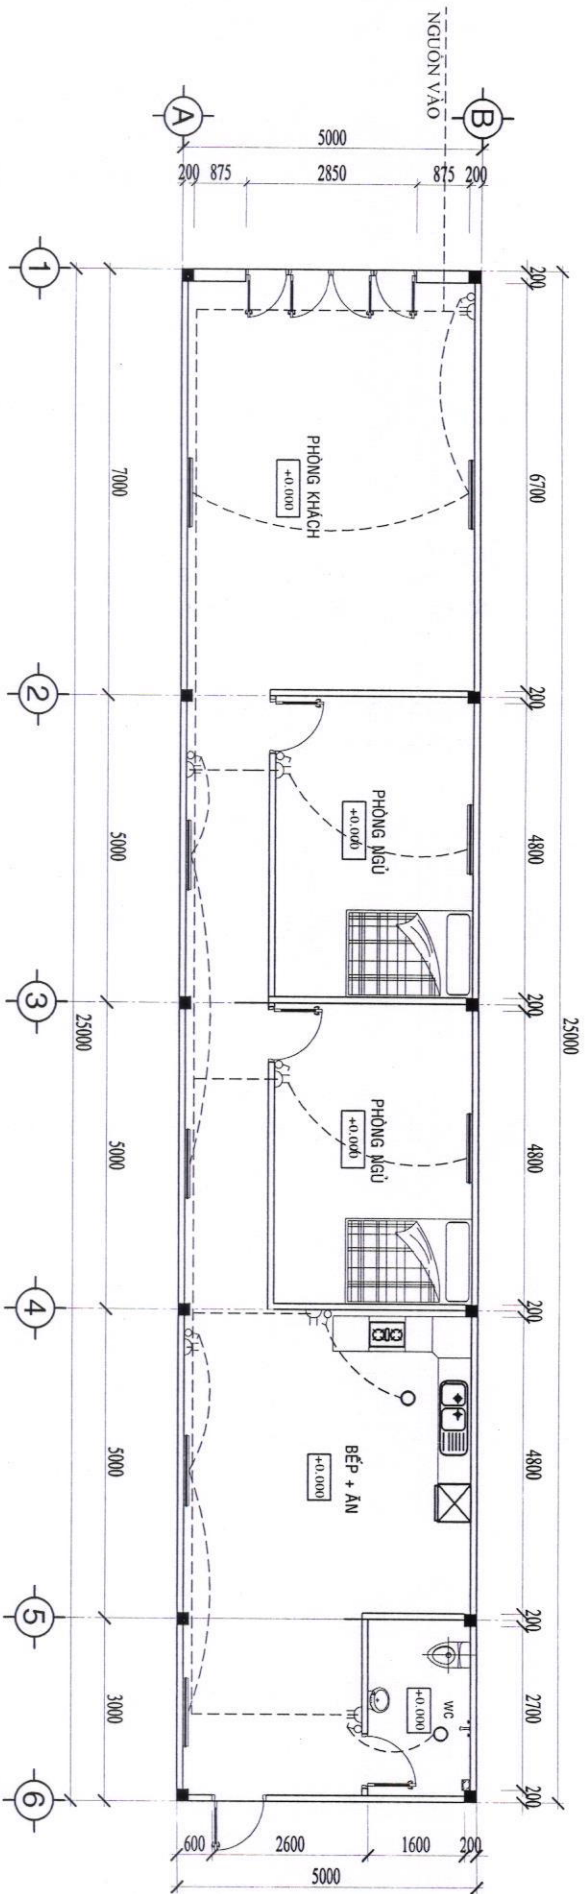 25000
200 6700 200 4800 200 4800 200 4800 200 2700 200
B
NGUỒN VÀO
A
5000
200 875 2850 875 200
PHÒNG KHÁCH
+0.000
PHÒNG NGỦ
+0.000
PHÒNG NGỦ
+0.000
BẾP + ĂN
+0.000
WC
+0.000
200 1600 2600 600
5000
7000 5000 5000 5000 3000
25000
1 2 3 4 5 6